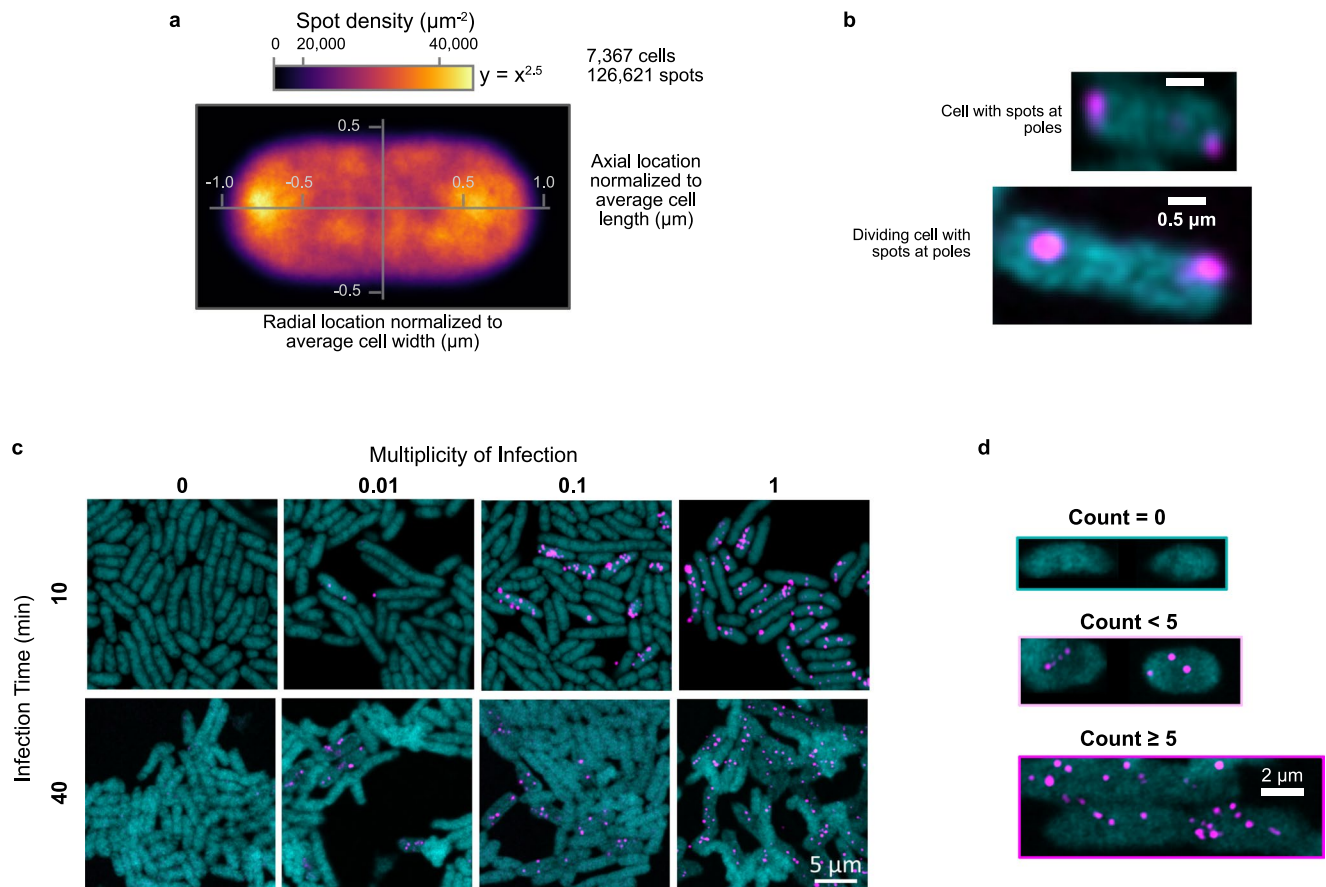 a
Spot density (µm⁻²)
0 20,000 40,000
y = x²·⁵
7,367 cells
126,621 spots
0.5
-1.0 -0.5 0.5 1.0
-0.5
Axial location
normalized to
average cell
length (µm)
Radial location normalized to
average cell width (µm)
b
Cell with spots at
poles
Dividing cell with
spots at poles
0.5 µm
c
Multiplicity of Infection
0 0.01 0.1 1
Infection Time (min)
10
40
5 µm
d
Count = 0
Count < 5
Count ≥ 5
2 µm